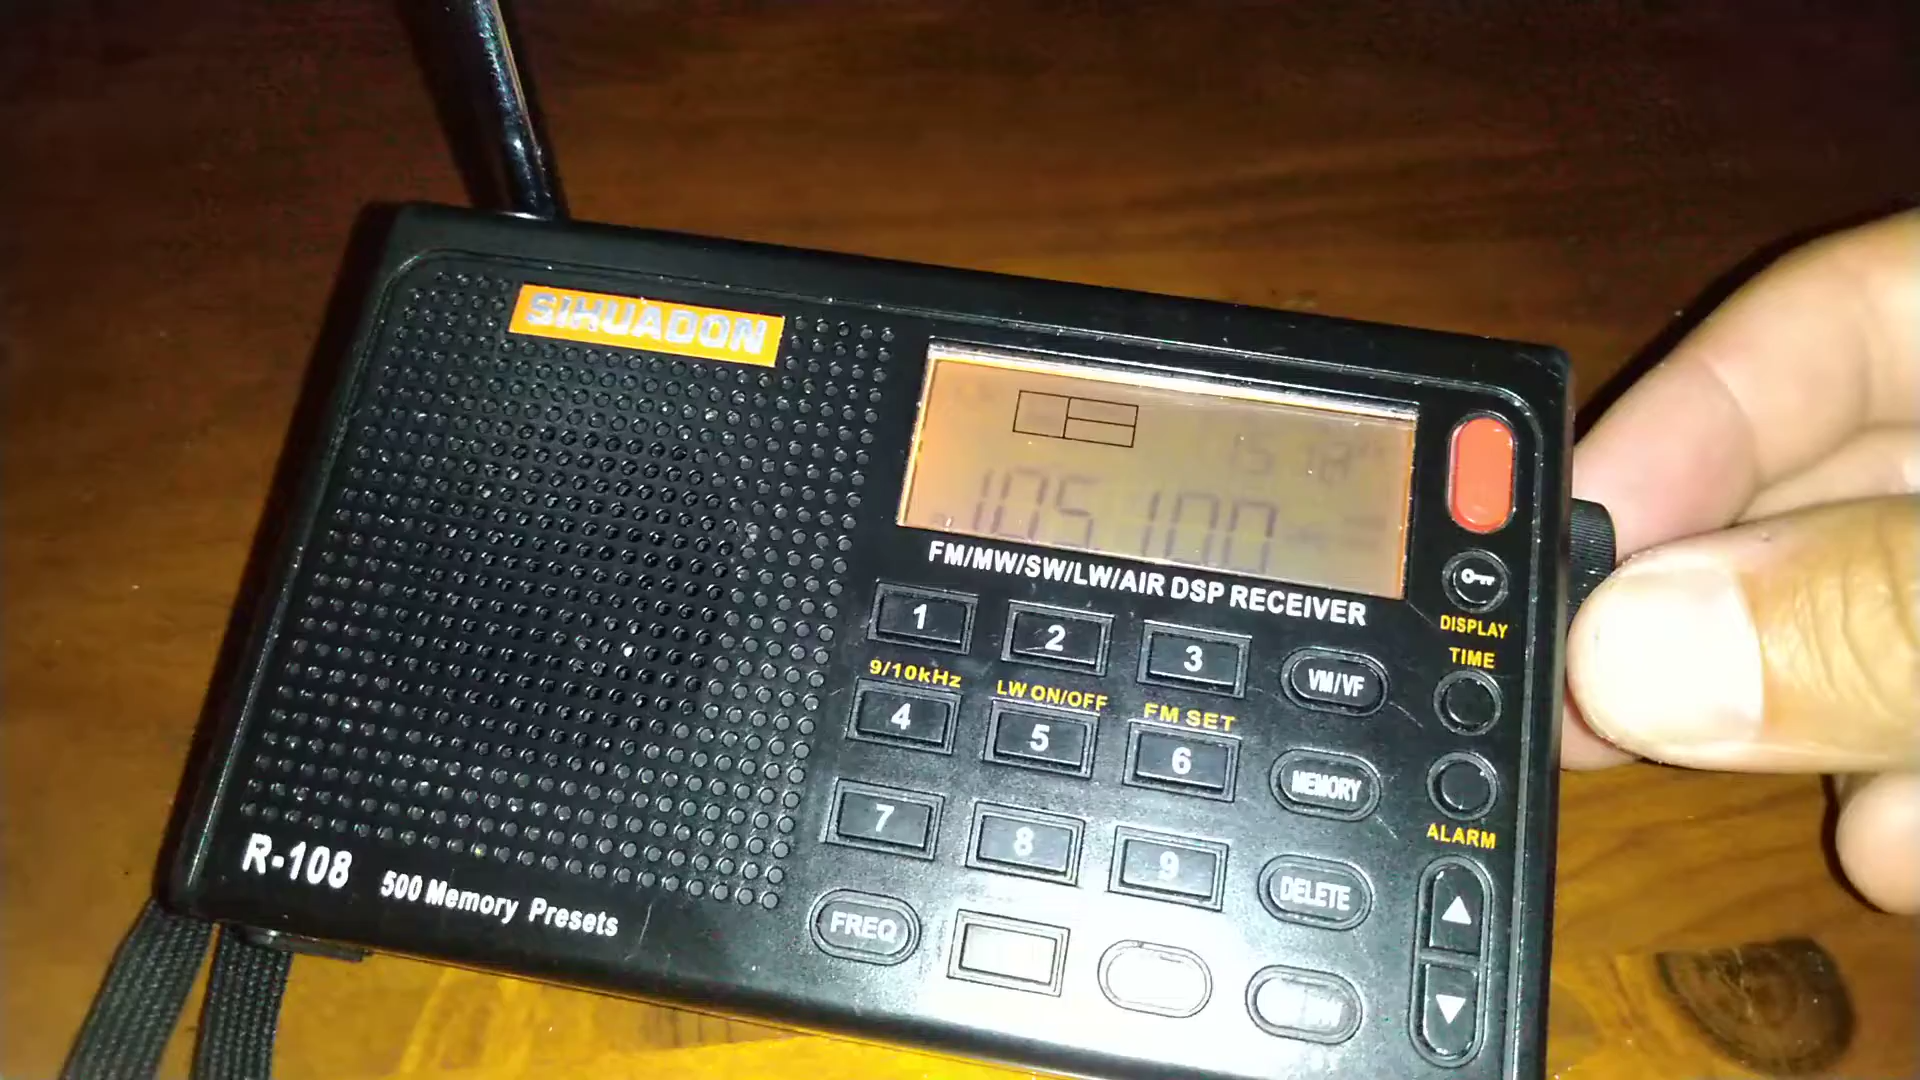 SIHUADON
105.100
FM/MW/SW/LW/AIR DSP RECEIVER
1
2
3
VM/VF
DISPLAY
TIME
9/10kHz
LW ON/OFF
FM SET
4
5
6
MEMORY
ALARM
7
8
9
DELETE
FREQ
R-108
500 Memory Presets